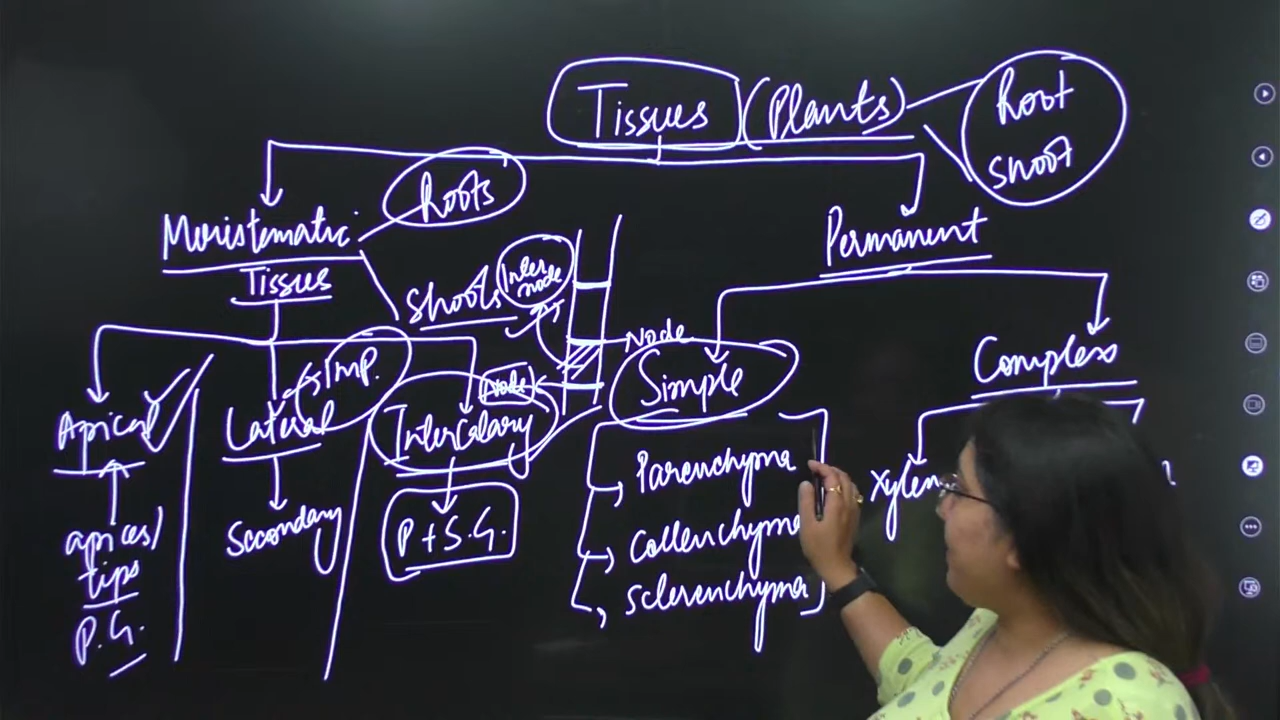 Tissues (Plants)
Root
Shoot
Meristematic
Tissues
Roots
Shoots
Inter
node
Node
Node
Permanent
Simple
Complex
Apical
Lateral
Imp.
Intercalary
apices/
tips
P.G.
Secondary
P + S.G.
Parenchyma
Collenchyma
Sclerenchyma